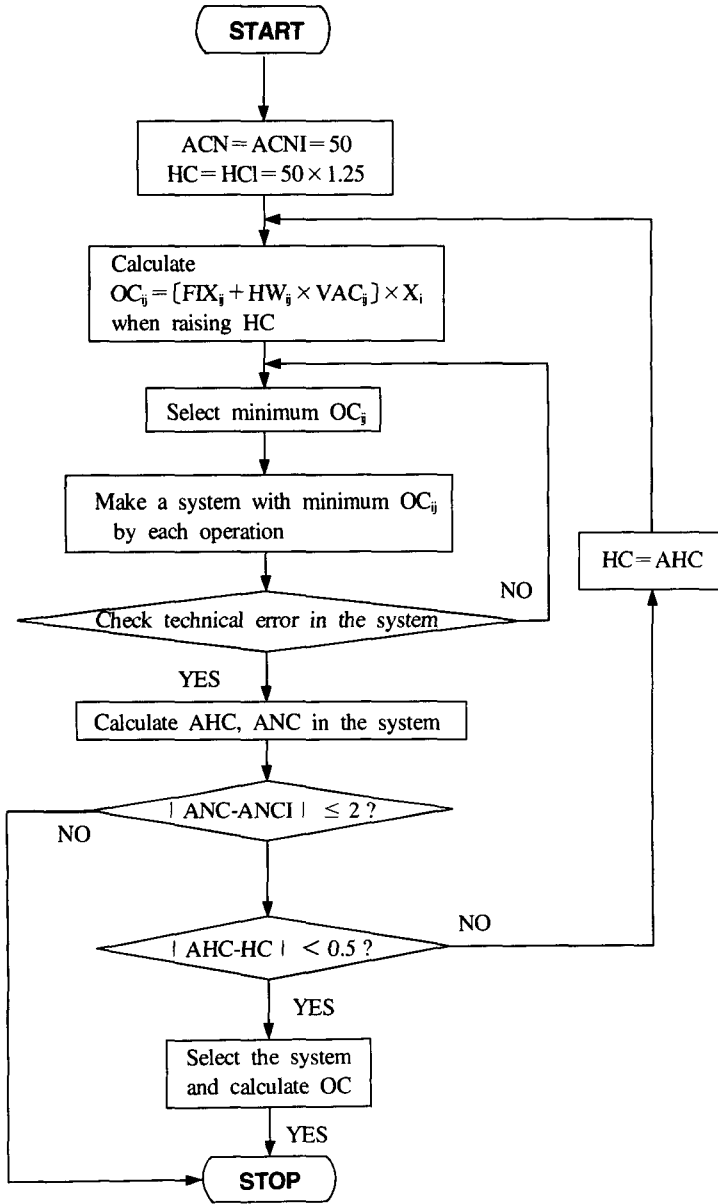 START
ACN=ACNI=50
HC=HCl=50×1.25
Calculate
OCij=[FIXij+HWij×VACij]×Xi
when raising HC
Select minimum OCij
Make a system with minimum OCij
by each operation
HC=AHC
NO
Check technical error in the system
YES
Calculate AHC, ANC in the system
| ANC-ANCI | ≤ 2 ?
NO
NO
| AHC-HC | < 0.5 ?
YES
Select the system
and calculate OC
YES
STOP